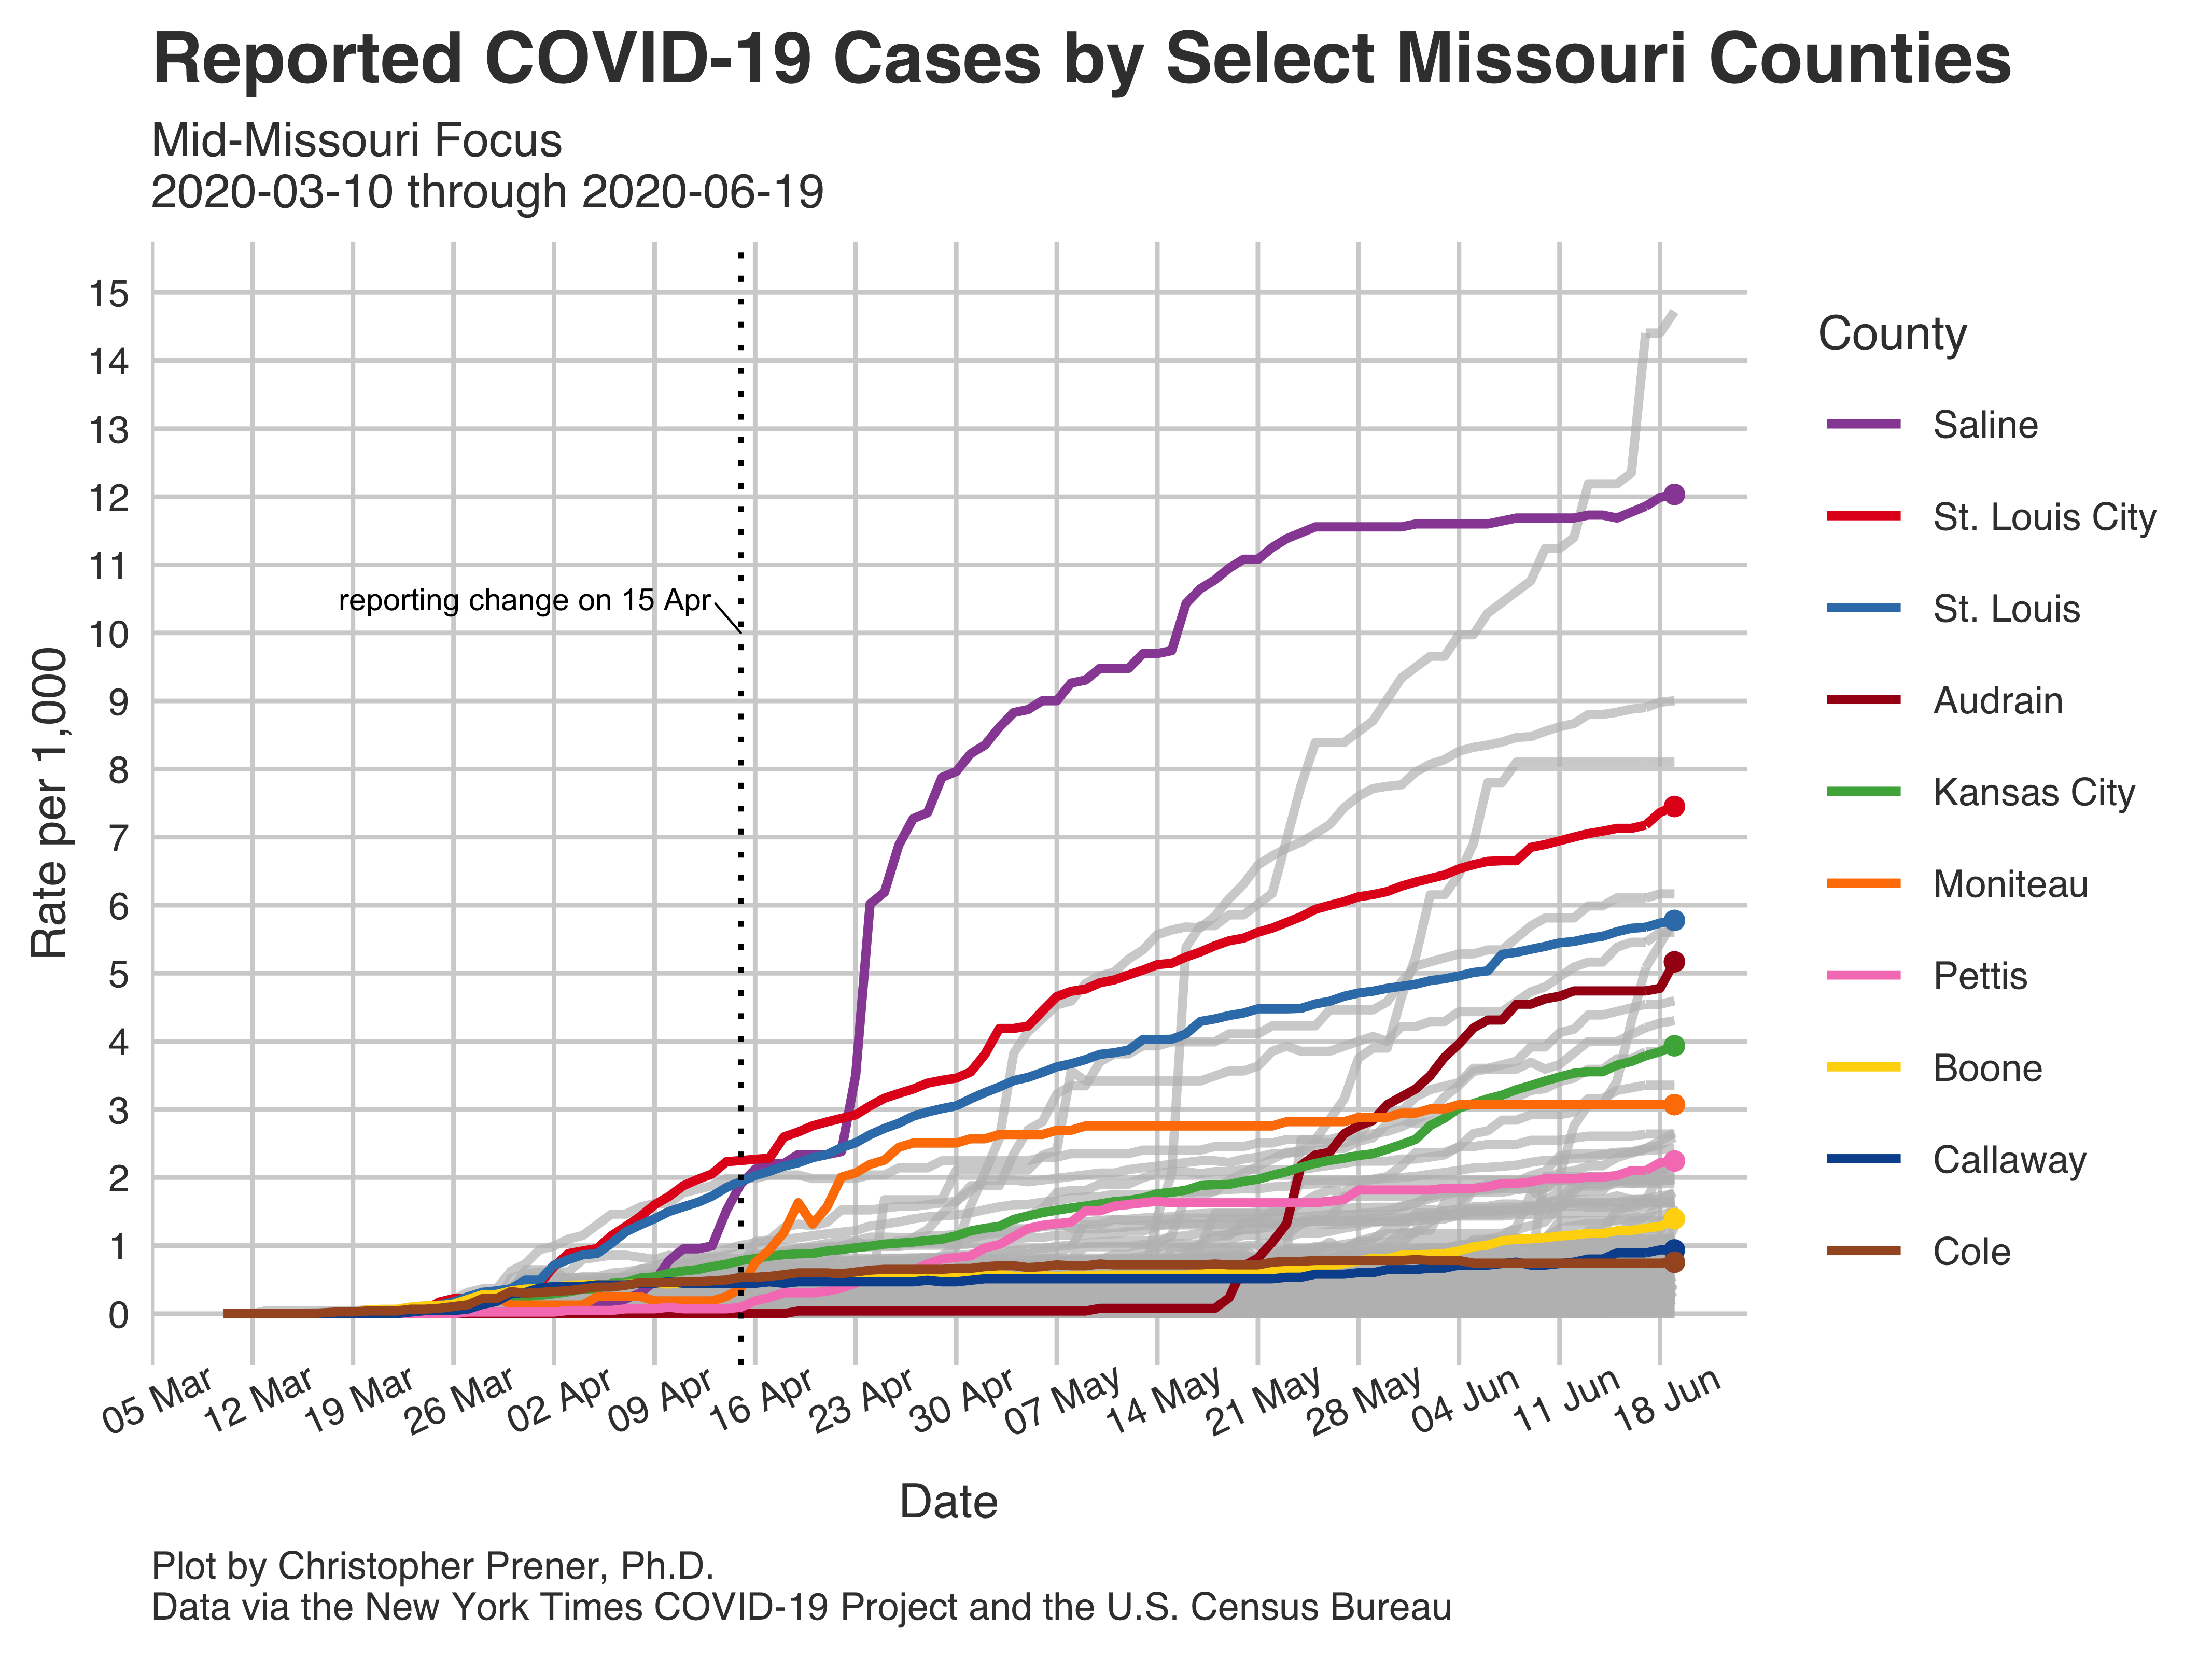 Reported COVID-19 Cases by Select Missouri Counties
Mid-Missouri Focus
2020-03-10 through 2020-06-19
Rate per 1,000
15
14
13
12
11
10
9
8
7
6
5
4
3
2
1
0
reporting change on 15 Apr
05 Mar
12 Mar
19 Mar
26 Mar
02 Apr
09 Apr
16 Apr
23 Apr
30 Apr
07 May
14 May
21 May
28 May
04 Jun
11 Jun
18 Jun
Date
County
Saline
St. Louis City
St. Louis
Audrain
Kansas City
Moniteau
Pettis
Boone
Callaway
Cole
Plot by Christopher Prener, Ph.D.
Data via the New York Times COVID-19 Project and the U.S. Census Bureau